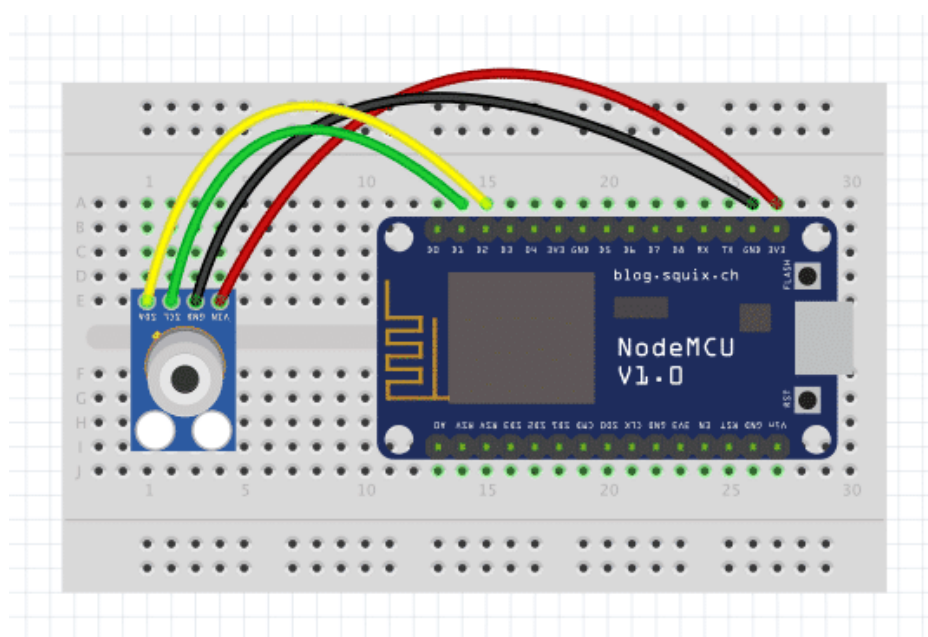 1 5 10 15 20 25 30
A
B
C
D
E
F
G
H
I
J
D0 D1 D2 D3 D4 3V3 GND D5 D6 D7 D8 RX TX GND 3V3
blog.squix.ch
FLASH
SDA SCL GND VIN
NodeMCU
V1.0
RST
A0 RSV RSV SD3 SD2 SD1 CMD SD0 CLK GND 3V3 EN RST GND Vin
1 5 10 15 20 25 30